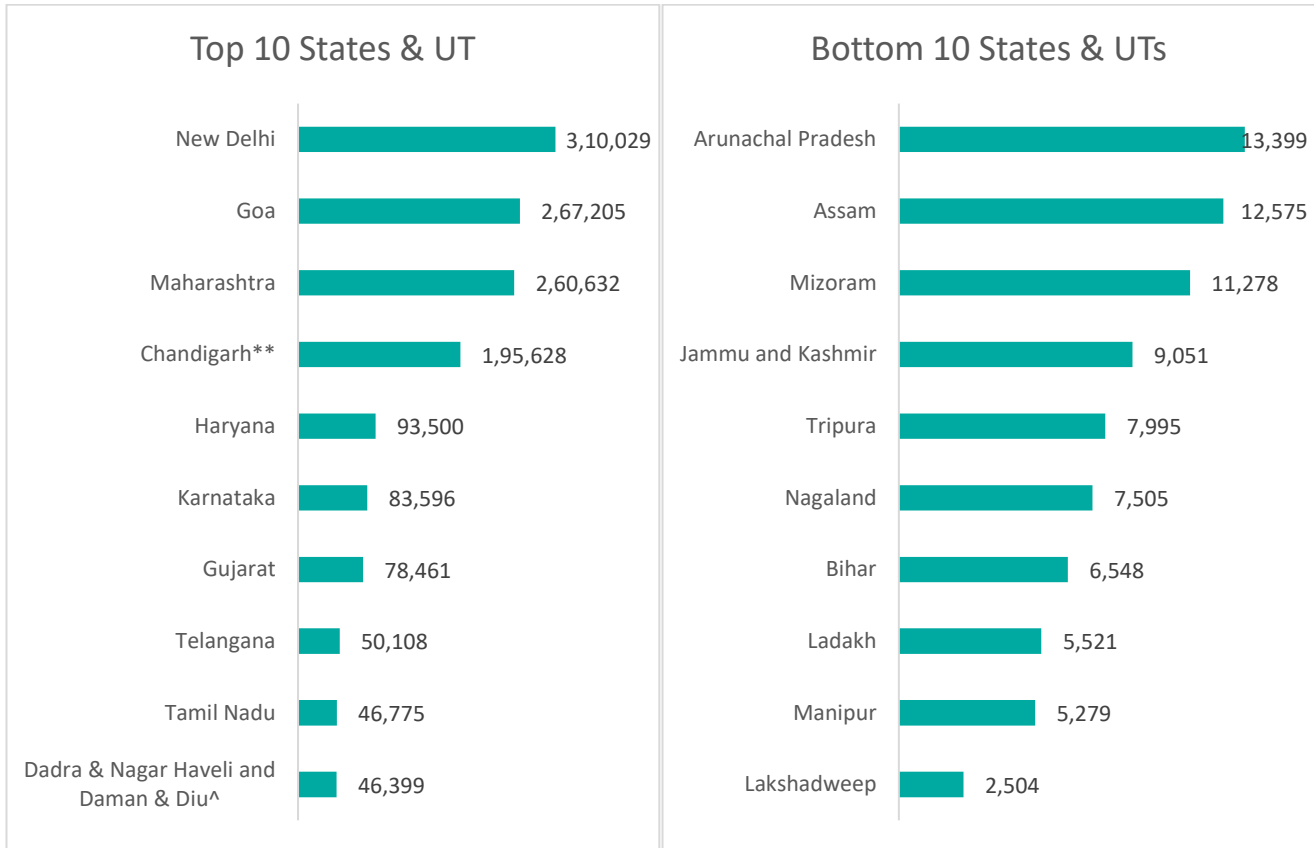 Top 10 States & UT
New Delhi 3,10,029
Goa 2,67,205
Maharashtra 2,60,632
Chandigarh** 1,95,628
Haryana 93,500
Karnataka 83,596
Gujarat 78,461
Telangana 50,108
Tamil Nadu 46,775
Dadra & Nagar Haveli and
Daman & Diu^ 46,399
Bottom 10 States & UTs
Arunachal Pradesh 13,399
Assam 12,575
Mizoram 11,278
Jammu and Kashmir 9,051
Tripura 7,995
Nagaland 7,505
Bihar 6,548
Ladakh 5,521
Manipur 5,279
Lakshadweep 2,504